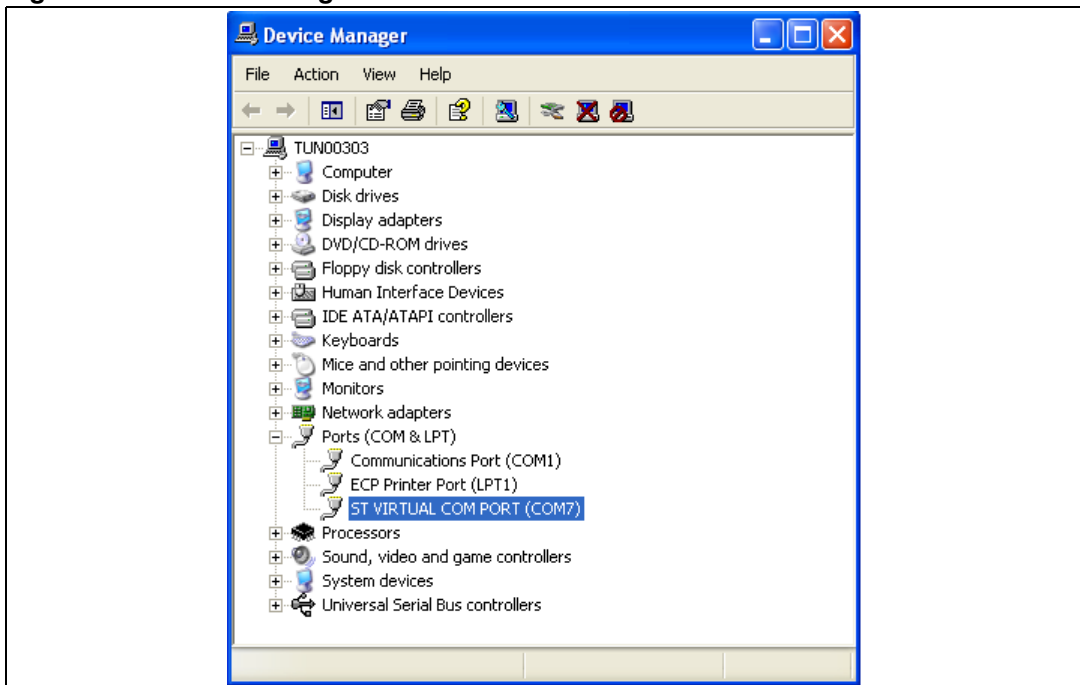 Device Manager
File Action View Help
TUN00303
Computer
Disk drives
Display adapters
DVD/CD-ROM drives
Floppy disk controllers
Human Interface Devices
IDE ATA/ATAPI controllers
Keyboards
Mice and other pointing devices
Monitors
Network adapters
Ports (COM & LPT)
Communications Port (COM1)
ECP Printer Port (LPT1)
ST VIRTUAL COM PORT (COM7)
Processors
Sound, video and game controllers
System devices
Universal Serial Bus controllers